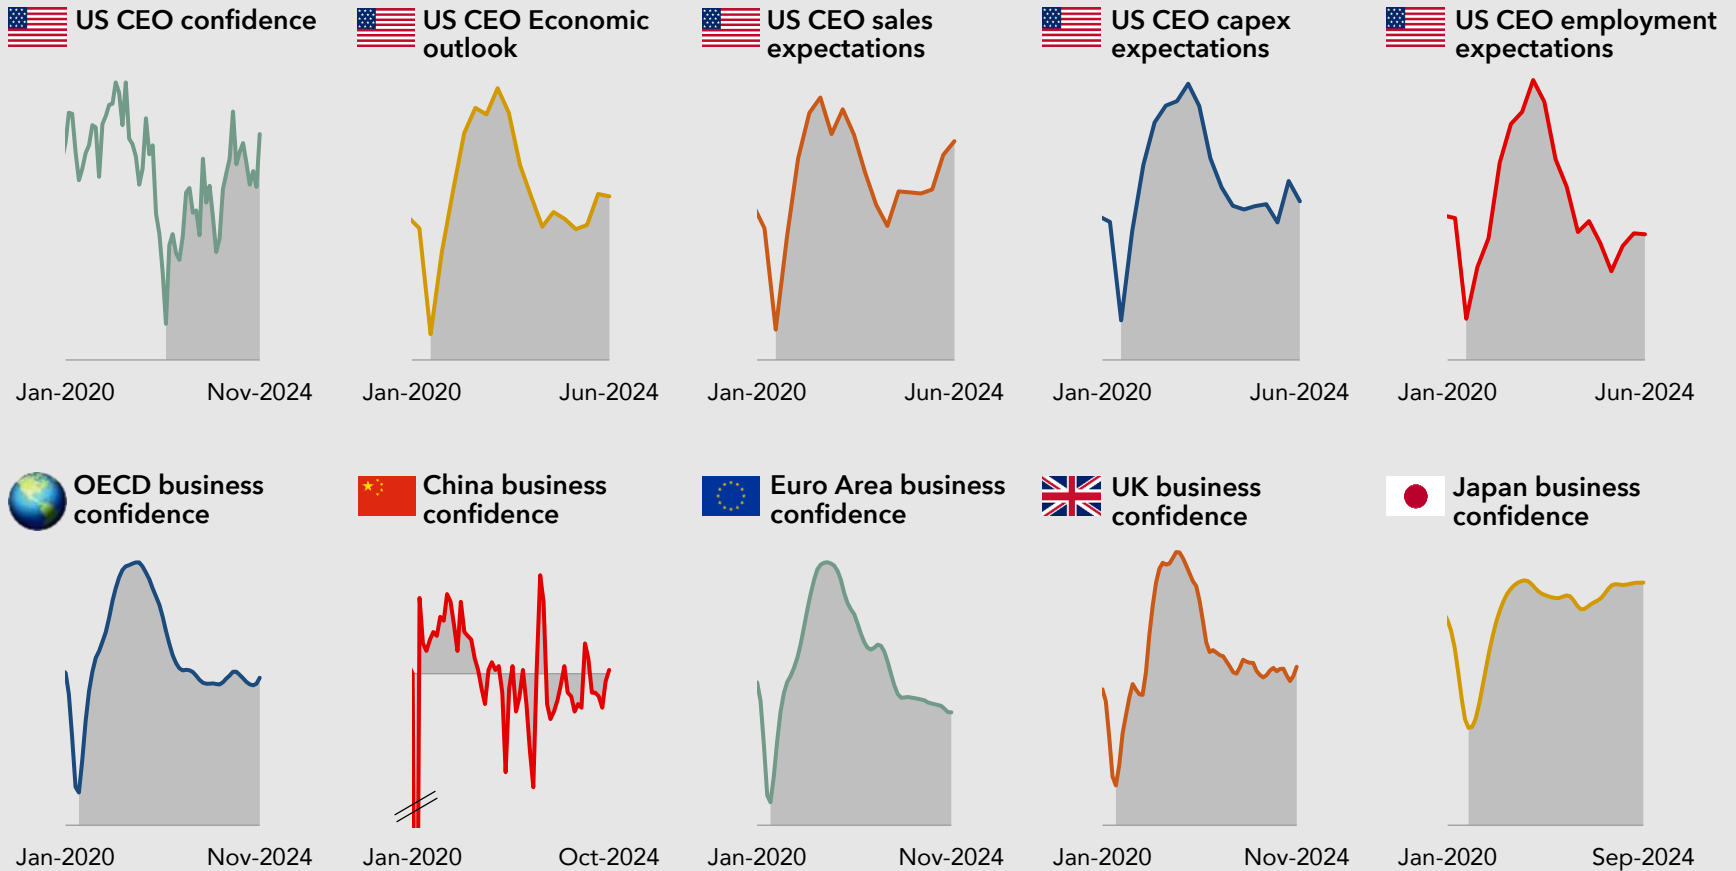 US CEO confidence
US CEO Economic
outlook
US CEO sales
expectations
US CEO capex
expectations
US CEO employment
expectations
Jan-2020
Nov-2024
Jan-2020
Jun-2024
Jan-2020
Jun-2024
Jan-2020
Jun-2024
Jan-2020
Jun-2024
OECD business
confidence
China business
confidence
Euro Area business
confidence
UK business
confidence
Japan business
confidence
Jan-2020
Nov-2024
Jan-2020
Oct-2024
Jan-2020
Nov-2024
Jan-2020
Nov-2024
Jan-2020
Sep-2024